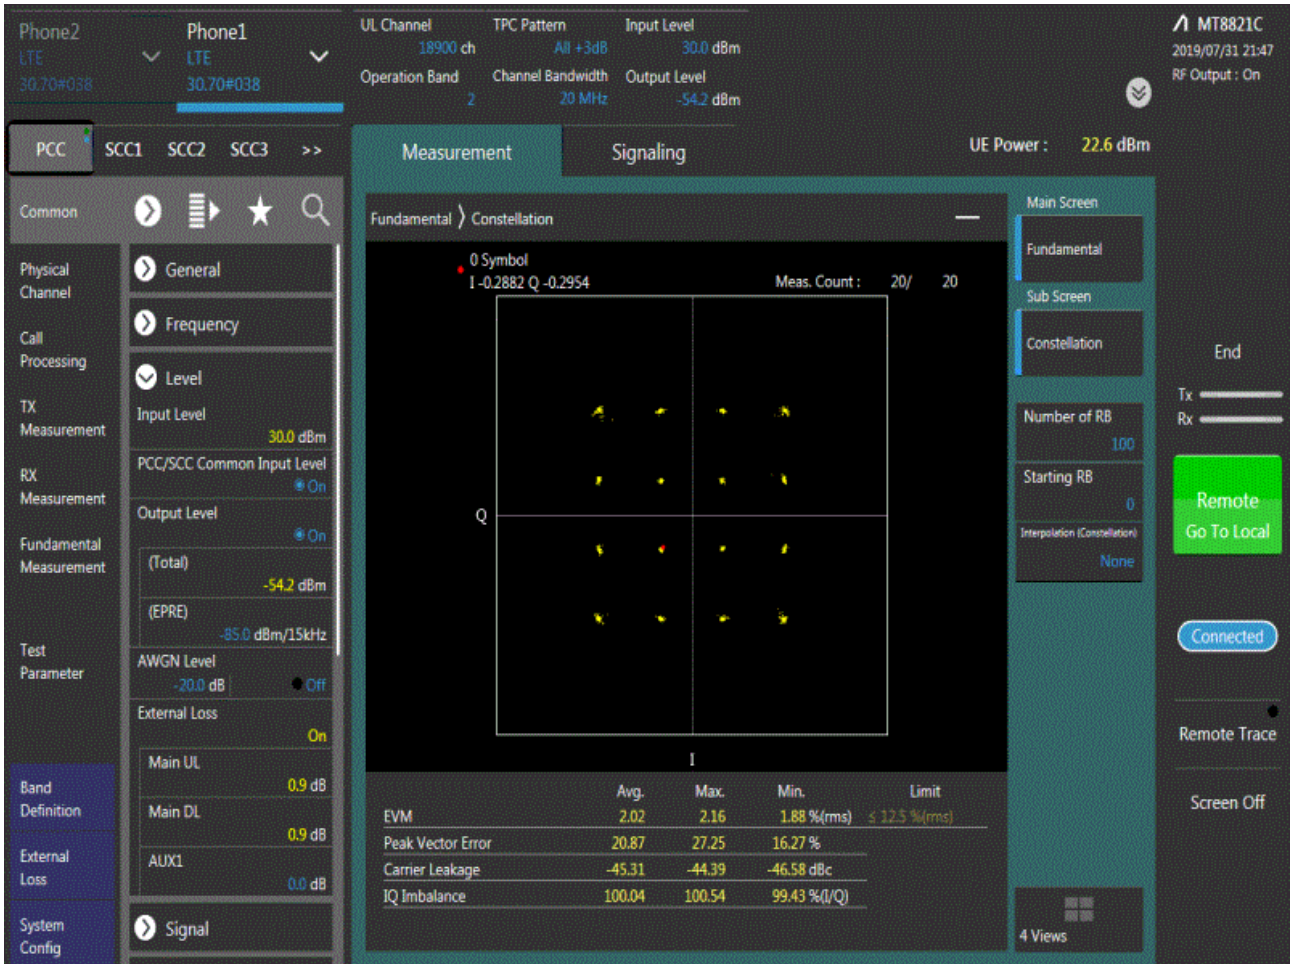 Phone2
LTE
30.70#038
Phone1
LTE
30.70#038
UL Channel
18900 ch
TPC Pattern
All +3dB
Input Level
30.0 dBm
Operation Band
2
Channel Bandwidth
20 MHz
Output Level
-54.2 dBm
MT8821C
2019/07/31 21:47
RF Output : On
PCC SCC1 SCC2 SCC3 >>
Measurement
Signaling
UE Power : 22.6 dBm
Common
Physical
Channel
Call
Processing
TX
Measurement
RX
Measurement
Fundamental
Measurement
Test
Parameter
Band
Definition
External
Loss
System
Config
General
Frequency
Level
Input Level
30.0 dBm
PCC/SCC Common Input Level
On
Output Level
On
(Total)
-54.2 dBm
(EPRE)
-85.0 dBm/15kHz
AWGN Level
-20.0 dB Off
External Loss
On
Main UL
0.9 dB
Main DL
0.9 dB
AUX1
0.0 dB
Signal
Fundamental 〉 Constellation
0 Symbol
I -0.2882 Q -0.2954
Meas. Count : 20/ 20
Q
I
Avg. Max. Min. Limit
EVM 2.02 2.16 1.88 %(rms) ≤ 12.5 %(rms)
Peak Vector Error 20.87 27.25 16.27 %
Carrier Leakage -45.31 -44.39 -46.58 dBc
IQ Imbalance 100.04 100.54 99.43 %(I/Q)
Main Screen
Fundamental
Sub Screen
Constellation
Number of RB
100
Starting RB
0
Interpolation (Constellation)
None
4 Views
End
Tx
Rx
Remote
Go To Local
Connected
Remote Trace
Screen Off